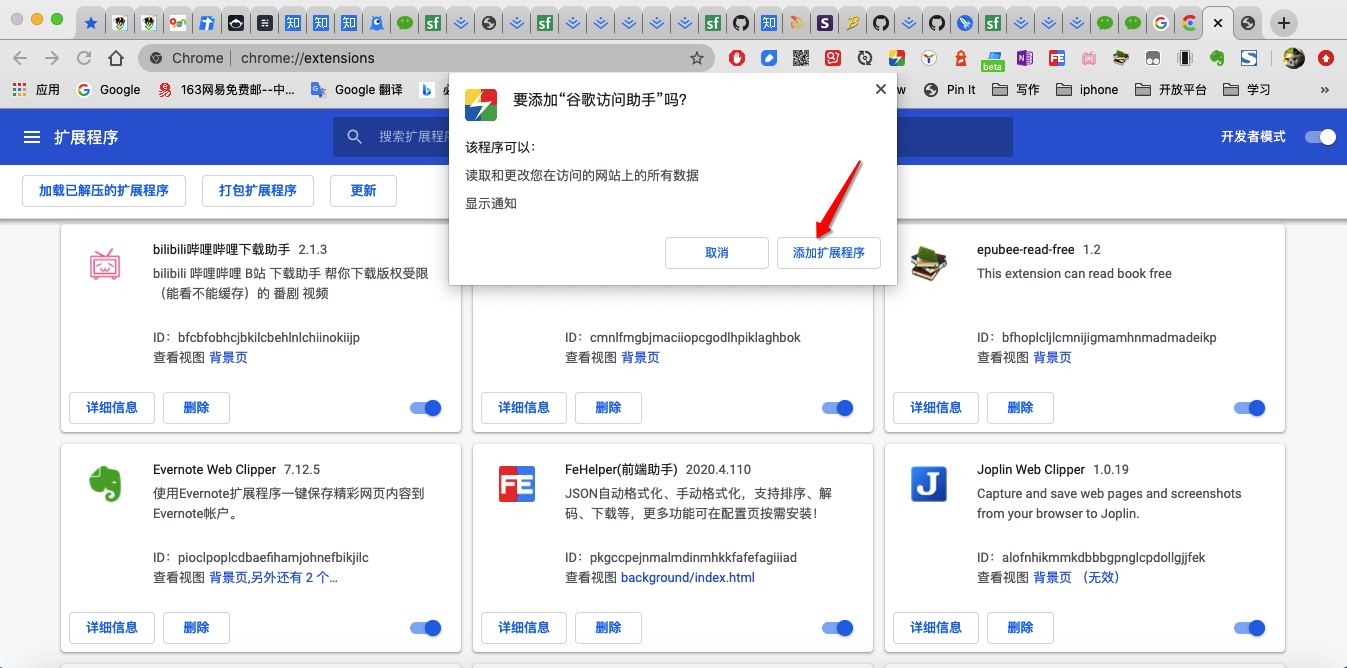 Chrome | chrome://extensions
beta
应用
Google
163网易免费邮--中...
Google 翻译
Pin It
写作
iphone
开放平台
学习
»
扩展程序
搜索扩展程序
开发者模式
加载已解压的扩展程序
打包扩展程序
更新
要添加“谷歌访问助手”吗?
该程序可以：
读取和更改您在访问的网站上的所有数据
显示通知
取消
添加扩展程序
bilibili哔哩哔哩下载助手 2.1.3
bilibili 哔哩哔哩 B站 下载助手 帮你下载版权受限
（能看不能缓存）的 番剧 视频
ID：bfcbfobhcjbkilcbehlnlchiinokiijp
查看视图 背景页
详细信息
删除
ID：cmnlfmgbjmaciiopcgodlhpiklaghbok
查看视图 背景页
详细信息
删除
epubee-read-free 1.2
This extension can read book free
ID：bfhoplcljlcmnijigmamhnmadmadeikp
查看视图 背景页
详细信息
删除
Evernote Web Clipper 7.12.5
使用Evernote扩展程序一键保存精彩网页内容到
Evernote帐户。
ID：pioclpoplcdbaefihamjohnefbikjilc
查看视图 背景页,另外还有 2 个...
详细信息
删除
FE
FeHelper(前端助手) 2020.4.110
JSON自动格式化、手动格式化，支持排序、解
码、下载等，更多功能可在配置页按需安装！
ID：pkgccpejnmalmdinmhkkfafefagiiiad
查看视图 background/index.html
详细信息
删除
J
Joplin Web Clipper 1.0.19
Capture and save web pages and screenshots
from your browser to Joplin.
ID：alofnhikmmkdbbbgpnglcpdollgjjfek
查看视图 背景页 （无效）
详细信息
删除